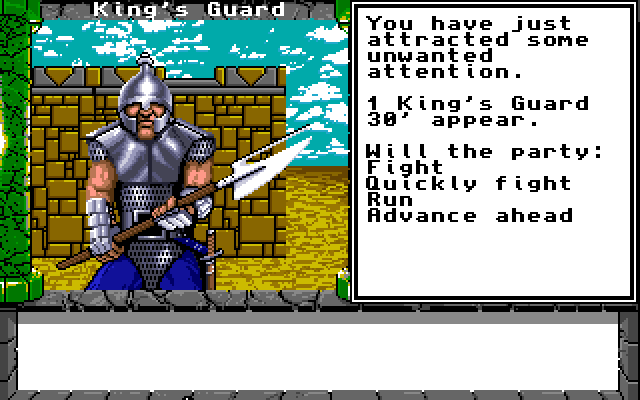 King's Guard
You have just
attracted some
unwanted
attention.
1 King's Guard
30' appear.
Will the party:
Fight
Quickly fight
Run
Advance ahead